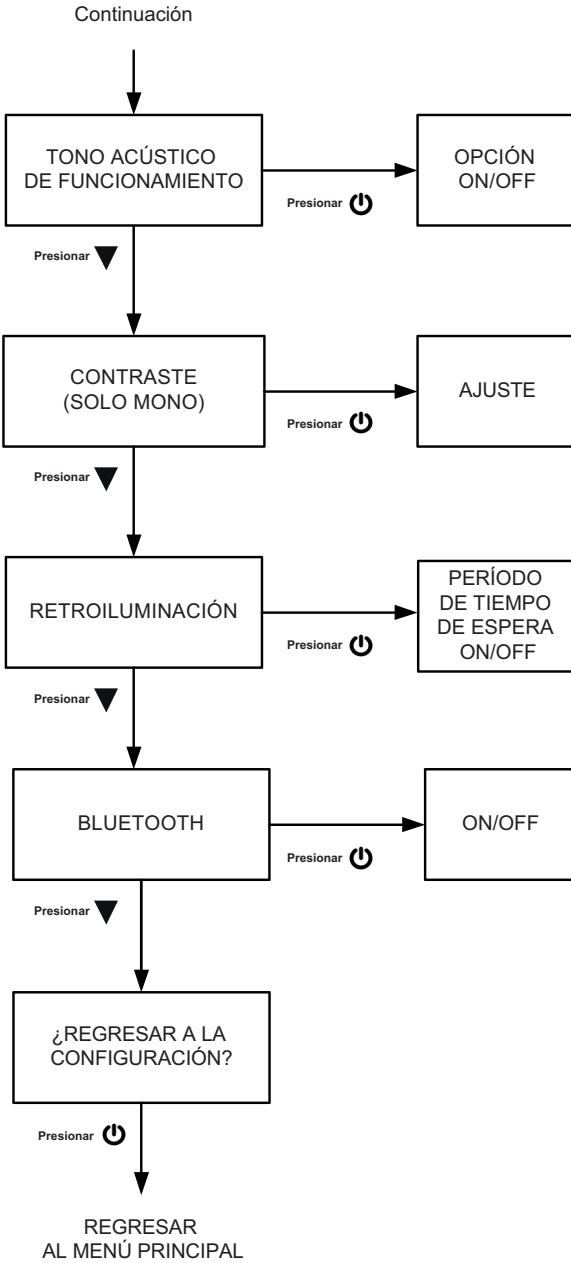 Continuación
TONO ACÚSTICO
DE FUNCIONAMIENTO
OPCIÓN
ON/OFF
Presionar
Presionar
CONTRASTE
(SOLO MONO)
AJUSTE
Presionar
Presionar
RETROILUMINACIÓN
PERÍODO
DE TIEMPO
DE ESPERA
ON/OFF
Presionar
Presionar
BLUETOOTH
ON/OFF
Presionar
Presionar
¿REGRESAR A LA
CONFIGURACIÓN?
Presionar
REGRESAR
AL MENÚ PRINCIPAL